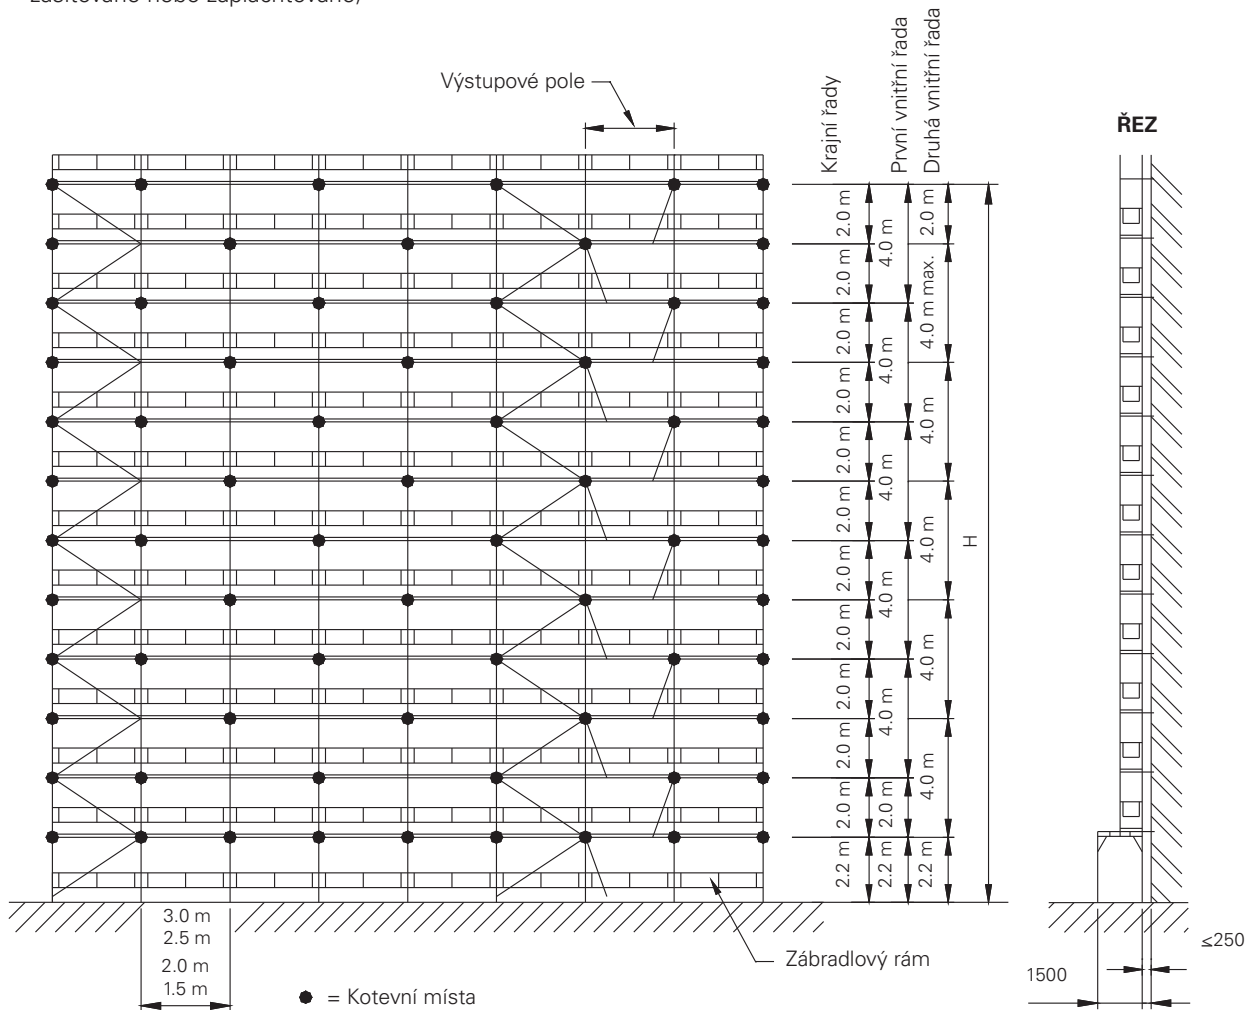 zasíťované nebo zaplachtované)
Výstupové pole
Krajní řady
První vnitřní řada
Druhá vnitřní řada
ŘEZ
2.0 m
2.0 m
2.0 m
2.0 m
2.0 m
2.0 m
2.0 m
2.0 m
2.0 m
2.0 m
2.0 m
2.2 m
4.0 m
4.0 m
4.0 m
4.0 m
4.0 m
2.0 m
2.2 m
2.0 m
4.0 m max.
4.0 m
4.0 m
4.0 m
4.0 m
2.2 m
H
3.0 m
2.5 m
2.0 m
1.5 m
= Kotevní místa
Zábradlový rám
≤250
1500